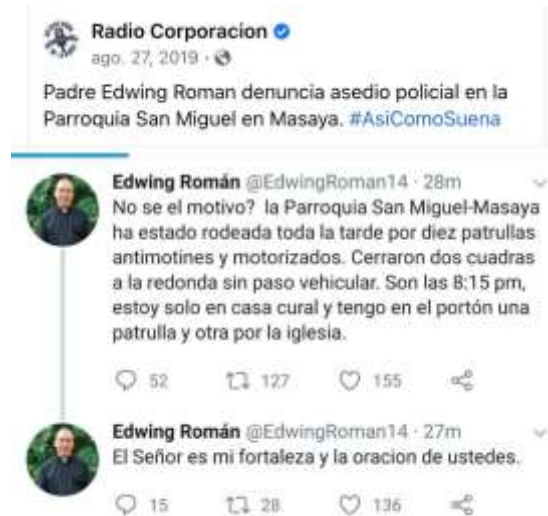 Radio Corporacion
ago. 27, 2019 ·
Padre Edwing Roman denuncia asedio policial en la
Parroquia San Miguel en Masaya. #AsiComoSuena
Edwing Román @EdwingRoman14 · 28m
No se el motivo? la Parroquia San Miguel-Masaya
ha estado rodeada toda la tarde por diez patrullas
antimotines y motorizados. Cerraron dos cuadras
a la redonda sin paso vehicular. Son las 8:15 pm,
estoy solo en casa cural y tengo en el portón una
patrulla y otra por la iglesia.
52 127 155
Edwing Román @EdwingRoman14 · 27m
El Señor es mi fortaleza y la oracion de ustedes.
15 28 136